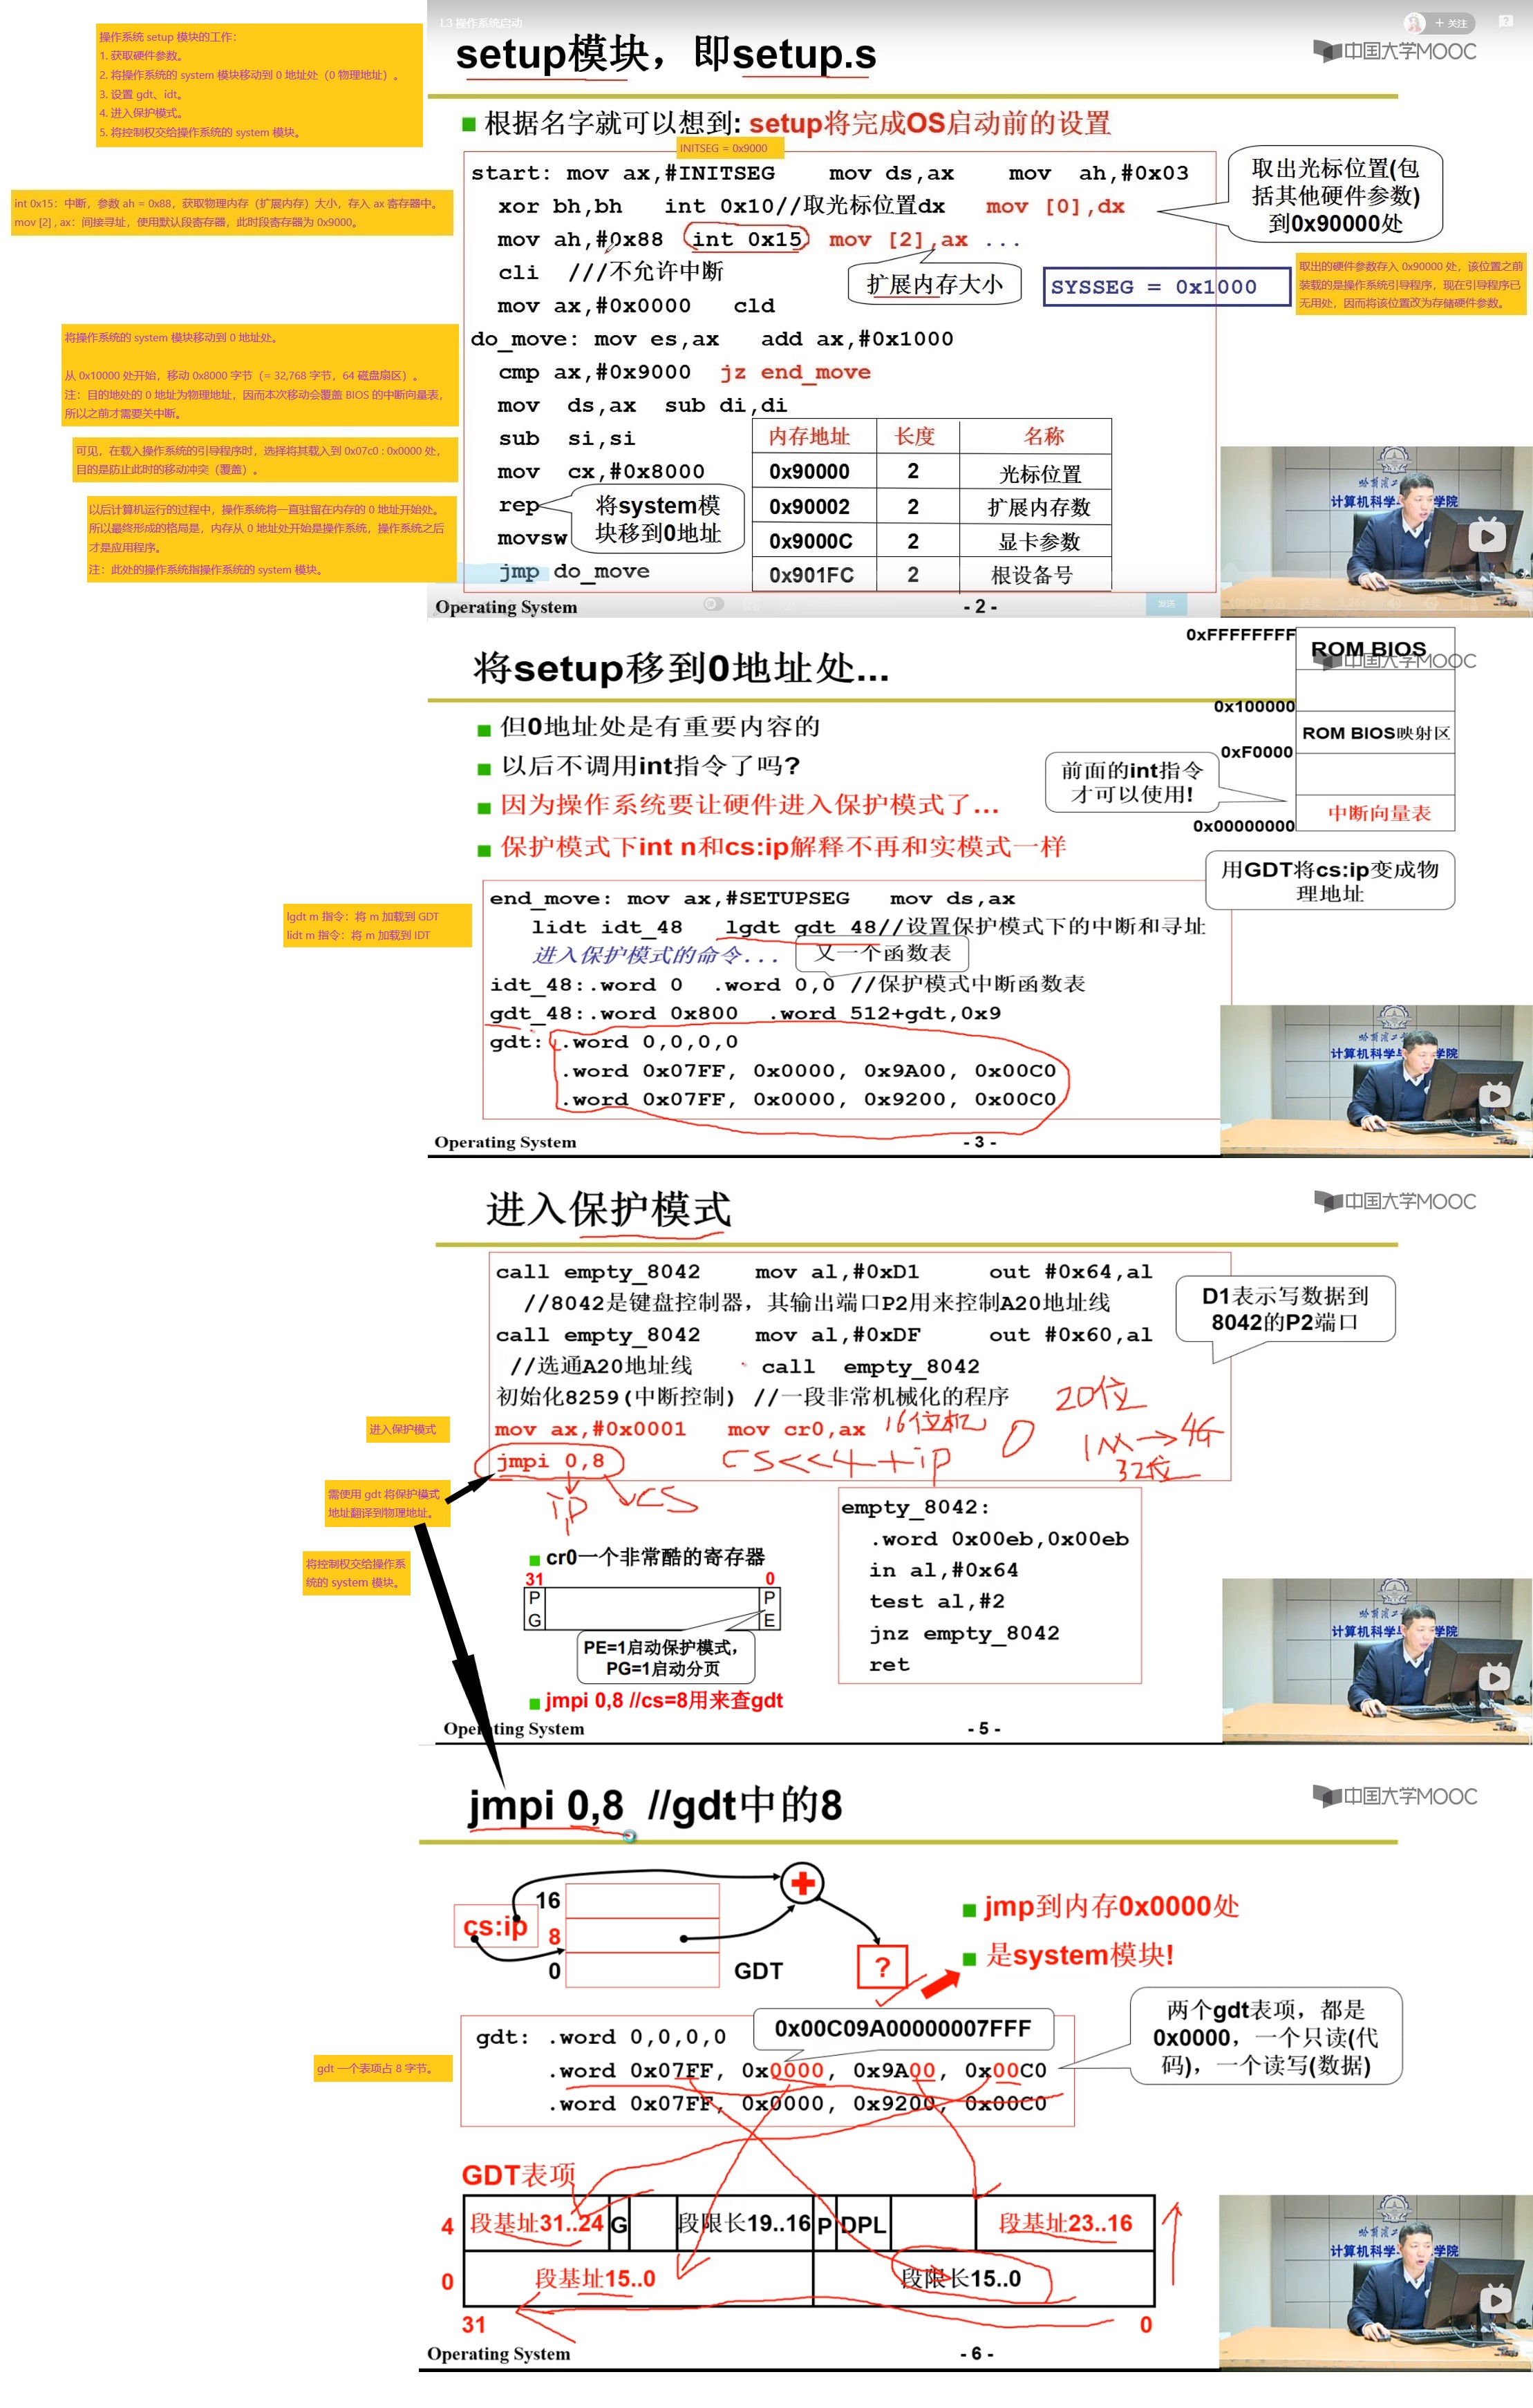 L3 操作系统启动
+ 关注
setup模块，即setup.s
中国大学MOOC
操作系统 setup 模块的工作：
1. 获取硬件参数。
2. 将操作系统的 system 模块移动到 0 地址处（0 物理地址）。
3. 设置 gdt、idt。
4. 进入保护模式。
5. 将控制权交给操作系统的 system 模块。
根据名字就可以想到: setup将完成OS启动前的设置
INITSEG = 0x9000
start: mov ax,#INITSEG mov ds,ax mov ah,#0x03
xor bh,bh int 0x10//取光标位置dx mov [0],dx
mov ah,#0x88 int 0x15 mov [2],ax ...
cli ///不允许中断
mov ax,#0x0000 cld
do_move: mov es,ax add ax,#0x1000
cmp ax,#0x9000 jz end_move
mov ds,ax sub di,di
sub si,si
mov cx,#0x8000
rep
movsw
jmp do_move
取出光标位置(包
括其他硬件参数)
到0x90000处
扩展内存大小
SYSSEG = 0x1000
将system模
块移到0地址
内存地址 长度 名称
0x90000 2 光标位置
0x90002 2 扩展内存数
0x9000C 2 显卡参数
0x901FC 2 根设备号
int 0x15：中断，参数 ah = 0x88，获取物理内存（扩展内存）大小，存入 ax 寄存器中。
mov [2] , ax：间接寻址，使用默认段寄存器，此时段寄存器为 0x9000。
取出的硬件参数存入 0x90000 处，该位置之前
装载的是操作系统引导程序，现在引导程序已
无用处，因而将该位置改为存储硬件参数。
将操作系统的 system 模块移动到 0 地址处。
从 0x10000 处开始，移动 0x8000 字节（= 32,768 字节，64 磁盘扇区）。
注：目的地处的 0 地址为物理地址，因而本次移动会覆盖 BIOS 的中断向量表，
所以之前才需要关中断。
可见，在载入操作系统的引导程序时，选择将其载入到 0x07c0 : 0x0000 处，
目的是防止此时的移动冲突（覆盖）。
以后计算机运行的过程中，操作系统将一直驻留在内存的 0 地址开始处。
所以最终形成的格局是，内存从 0 地址处开始是操作系统，操作系统之后
才是应用程序。
注：此处的操作系统指操作系统的 system 模块。
计算机科学 学院
发送
Operating System
- 2 -
将setup移到0地址处...
中国大学MOOC
但0地址处是有重要内容的
以后不调用int指令了吗?
因为操作系统要让硬件进入保护模式了...
保护模式下int n和cs:ip解释不再和实模式一样
0xFFFFFFFF
ROM BIOS
0x100000
ROM BIOS映射区
0xF0000
中断向量表
0x00000000
前面的int指令
才可以使用!
用GDT将cs:ip变成物
理地址
lgdt m 指令：将 m 加载到 GDT
lidt m 指令：将 m 加载到 IDT
end_move: mov ax,#SETUPSEG mov ds,ax
lidt idt_48 lgdt gdt_48//设置保护模式下的中断和寻址
进入保护模式的命令...
又一个函数表
idt_48:.word 0 .word 0,0 //保护模式中断函数表
gdt_48:.word 0x800 .word 512+gdt,0x9
gdt: .word 0,0,0,0
.word 0x07FF, 0x0000, 0x9A00, 0x00C0
.word 0x07FF, 0x0000, 0x9200, 0x00C0
计算机科学 学院
Operating System
- 3 -
进入保护模式
中国大学MOOC
call empty_8042 mov al,#0xD1 out #0x64,al
//8042是键盘控制器，其输出端口P2用来控制A20地址线
call empty_8042 mov al,#0xDF out #0x60,al
//选通A20地址线 call empty_8042
初始化8259(中断控制) //一段非常机械化的程序
mov ax,#0x0001 mov cr0,ax
jmpi 0,8
D1表示写数据到
8042的P2端口
16位机
CS<<4+ip
0
20位
1M→4G
32位
ip
CS
进入保护模式
需使用 gdt 将保护模式
地址翻译到物理地址。
将控制权交给操作系
统的 system 模块。
cr0一个非常酷的寄存器
31 0
PG PE
PE=1启动保护模式，
PG=1启动分页
jmpi 0,8 //cs=8用来查gdt
empty_8042:
.word 0x00eb,0x00eb
in al,#0x64
test al,#2
jnz empty_8042
ret
计算机科学 学院
Operating System
- 5 -
jmpi 0,8 //gdt中的8
中国大学MOOC
cs:ip
16
8
0
GDT
?
jmp到内存0x0000处
是system模块!
0x00C09A00000007FFF
两个gdt表项，都是
0x0000，一个只读(代
码)，一个读写(数据)
gdt: .word 0,0,0,0
.word 0x07FF, 0x0000, 0x9A00, 0x00C0
.word 0x07FF, 0x0000, 0x9200, 0x00C0
gdt 一个表项占 8 字节。
GDT表项
4 段基址31..24 G 段限长19..16 P DPL 段基址23..16
0 段基址15..0 段限长15..0
31 0
计算机科学 学院
Operating System
- 6 -